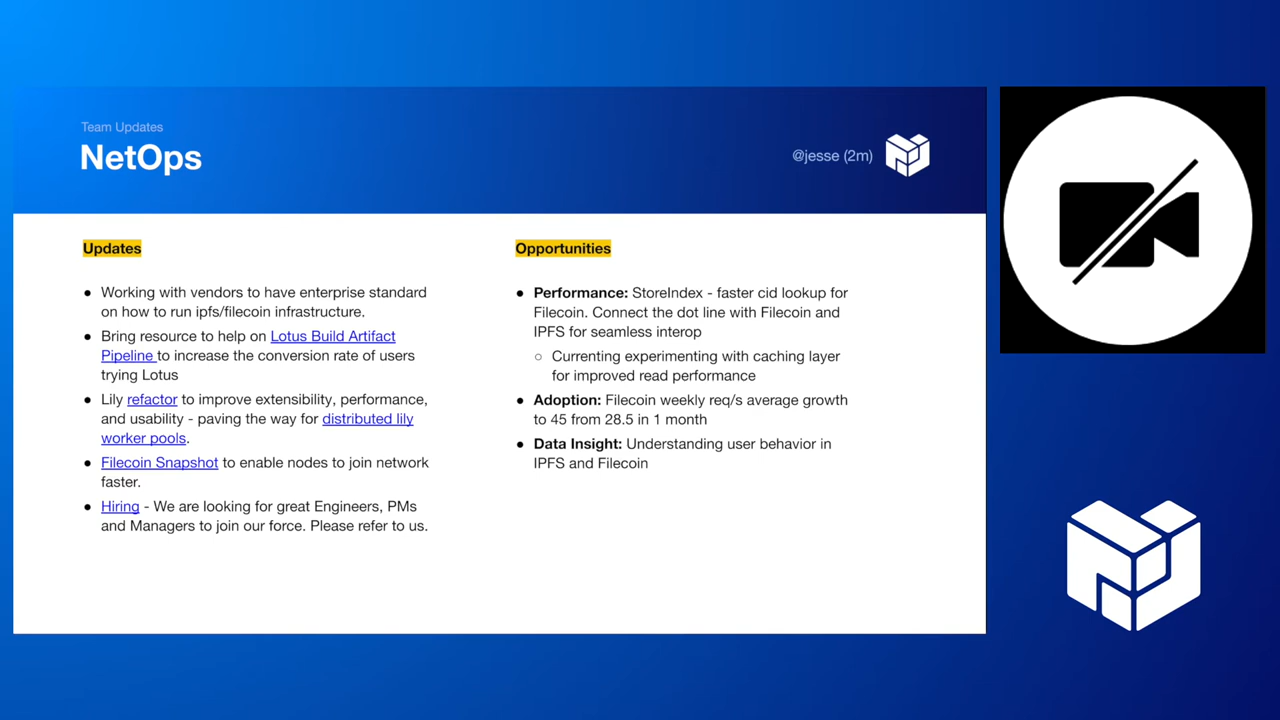 Team Updates
NetOps
@jesse (2m)
Updates
● Working with vendors to have enterprise standard
on how to run ipfs/filecoin infrastructure.
● Bring resource to help on Lotus Build Artifact
Pipeline to increase the conversion rate of users
trying Lotus
● Lily refactor to improve extensibility, performance,
and usability - paving the way for distributed lily
worker pools.
● Filecoin Snapshot to enable nodes to join network
faster.
● Hiring - We are looking for great Engineers, PMs
and Managers to join our force. Please refer to us.
Opportunities
● Performance: StoreIndex - faster cid lookup for
Filecoin. Connect the dot line with Filecoin and
IPFS for seamless interop
○ Currenting experimenting with caching layer
for improved read performance
● Adoption: Filecoin weekly req/s average growth
to 45 from 28.5 in 1 month
● Data Insight: Understanding user behavior in
IPFS and Filecoin